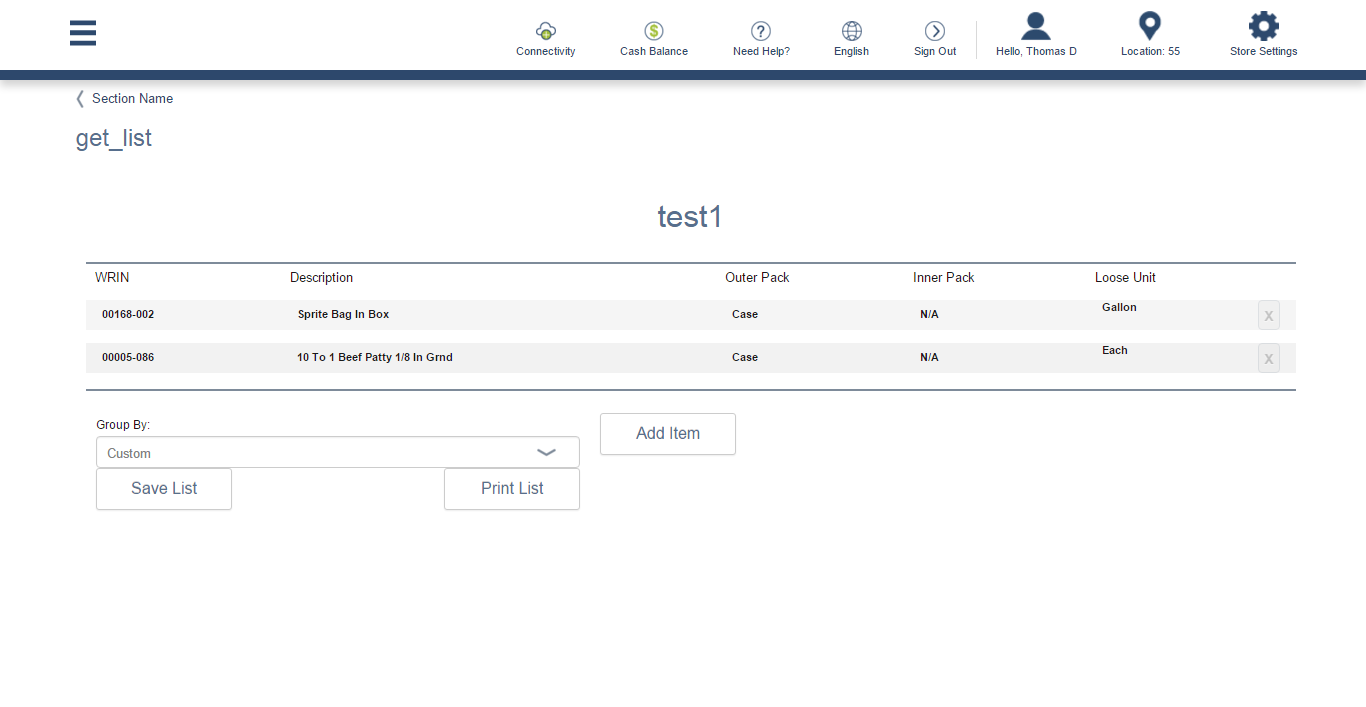 Connectivity Cash Balance Need Help? English Sign Out Hello, Thomas D Location: 55 Store Settings
Section Name
get_list
test1
WRIN Description Outer Pack Inner Pack Loose Unit
00168-002 Sprite Bag In Box Case N/A Gallon X
00005-086 10 To 1 Beef Patty 1/8 In Grnd Case N/A Each X
Group By:
Custom
Add Item
Save List Print List